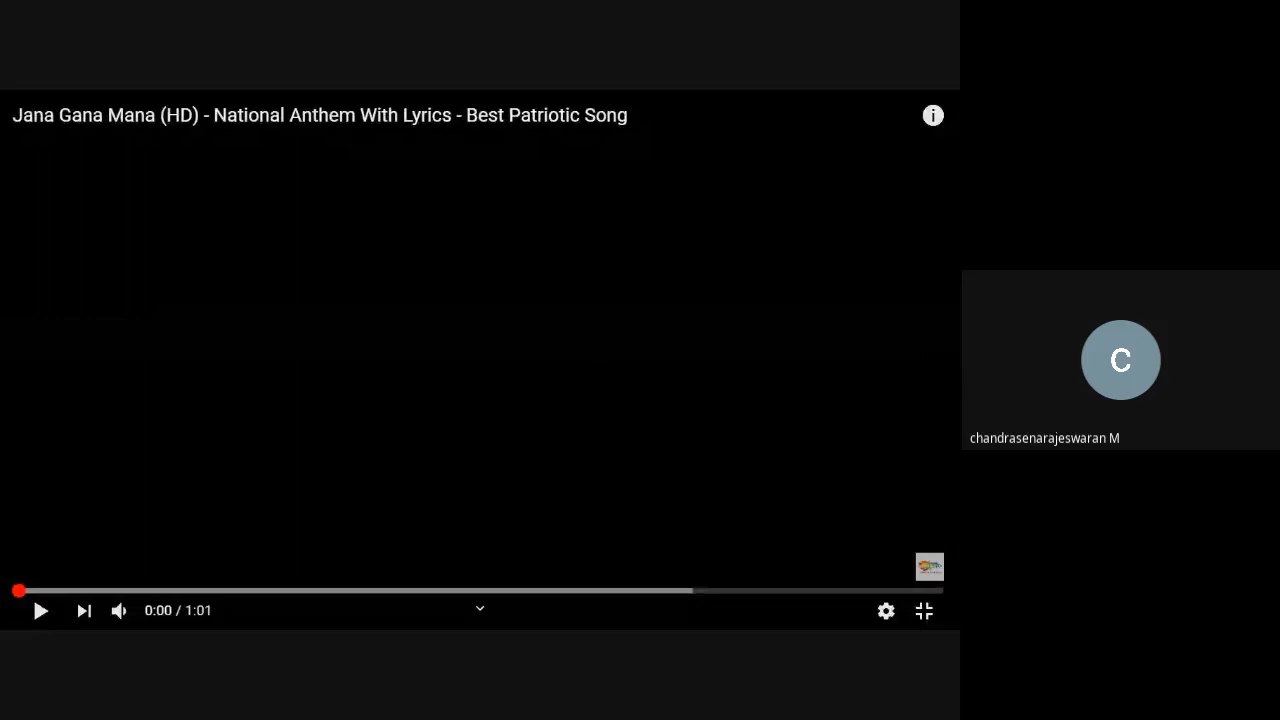 Jana Gana Mana (HD) - National Anthem With Lyrics - Best Patriotic Song
C
chandrasenarajeswaran M
0:00 / 1:01